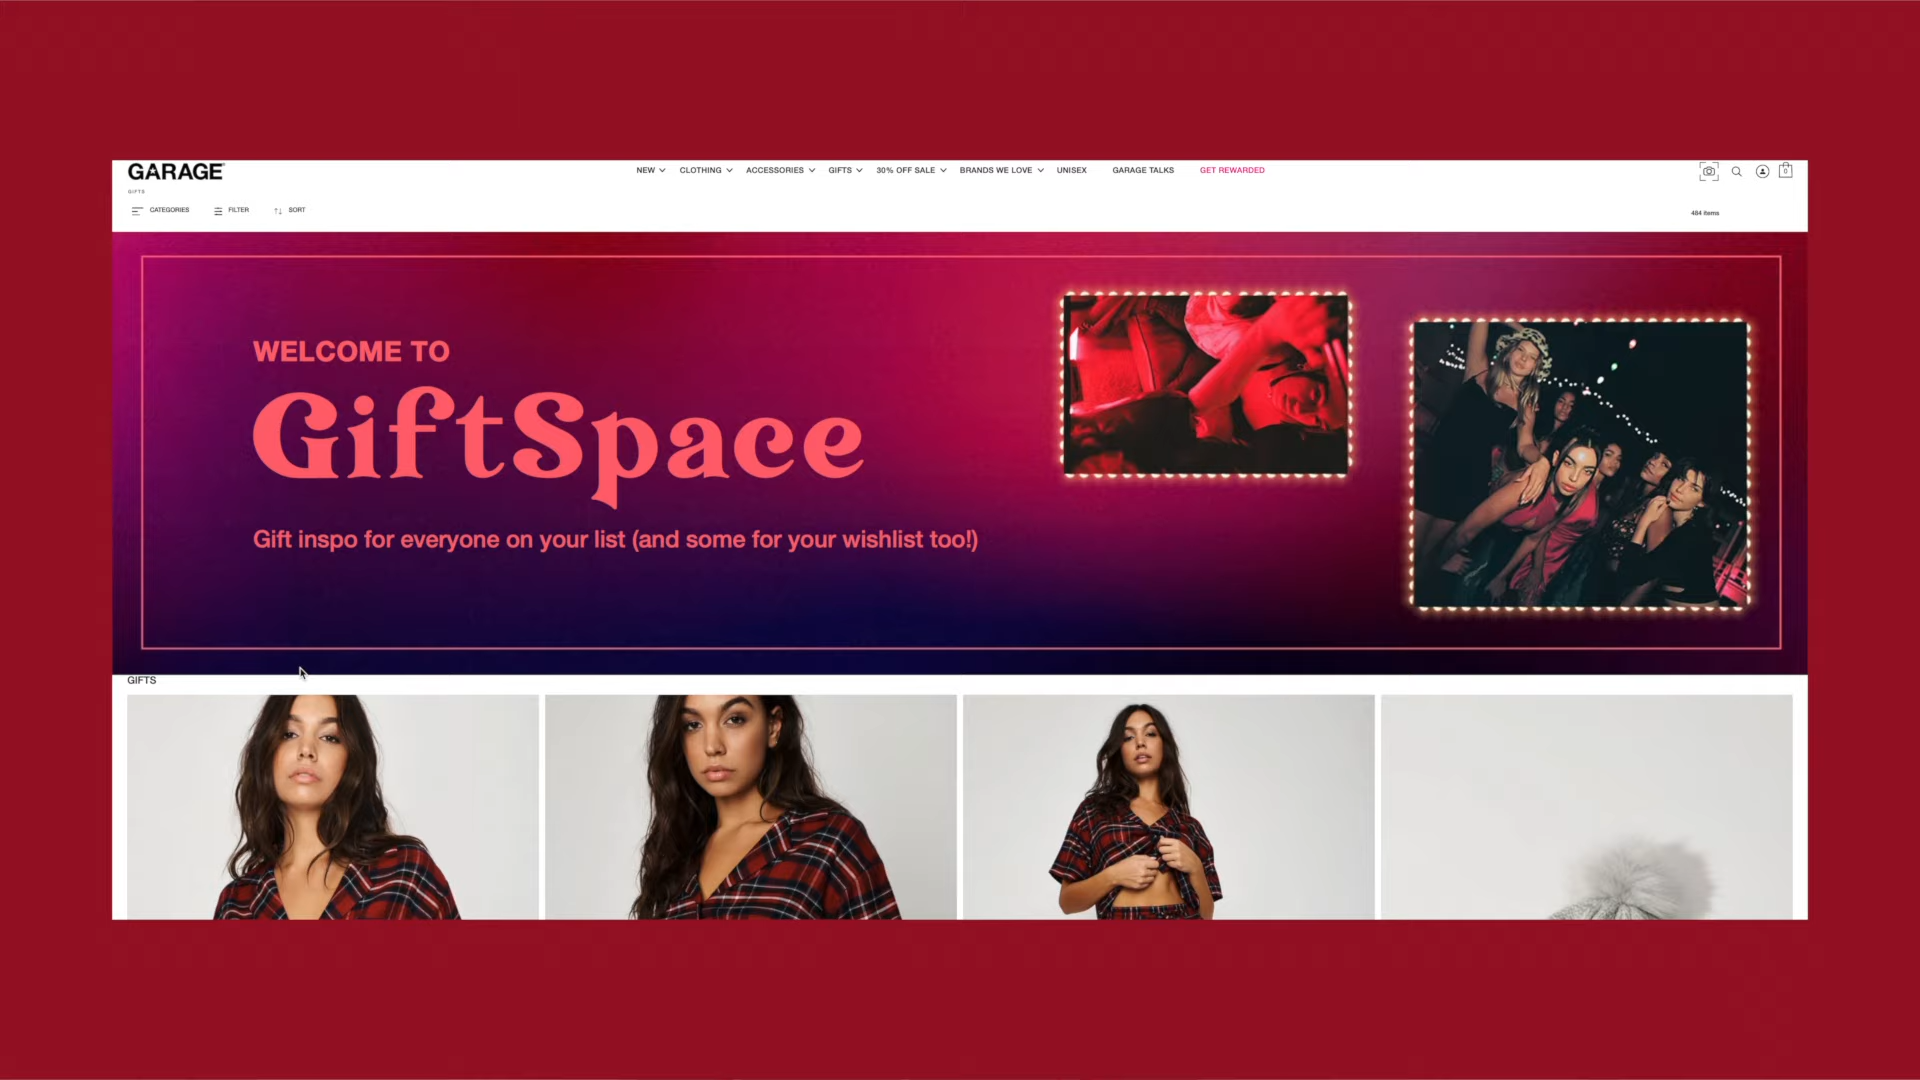 GARAGE
NEW CLOTHING ACCESSORIES GIFTS 30% OFF SALE BRANDS WE LOVE UNISEX GARAGE TALKS GET REWARDED
0
GIFTS
CATEGORIES FILTER SORT
484 items
WELCOME TO
GiftSpace
Gift inspo for everyone on your list (and some for your wishlist too!)
GIFTS